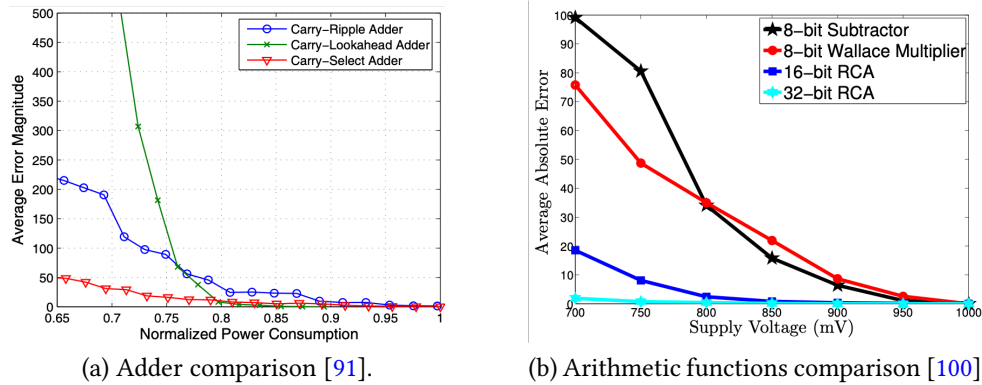 500
450
400
350
300
250
200
150
100
50
0
0.65
0.7
0.75
0.8
0.85
0.9
0.95
1
Average Error Magnitude
Normalized Power Consumption
Carry−Ripple Adder
Carry−Lookahead Adder
Carry−Select Adder
(a) Adder comparison [91].
100
90
80
70
60
50
40
30
20
10
0
700
750
800
850
900
950
1000
Average Absolute Error
Supply Voltage (mV)
8−bit Subtractor
8−bit Wallace Multiplier
16−bit RCA
32−bit RCA
(b) Arithmetic functions comparison [100]